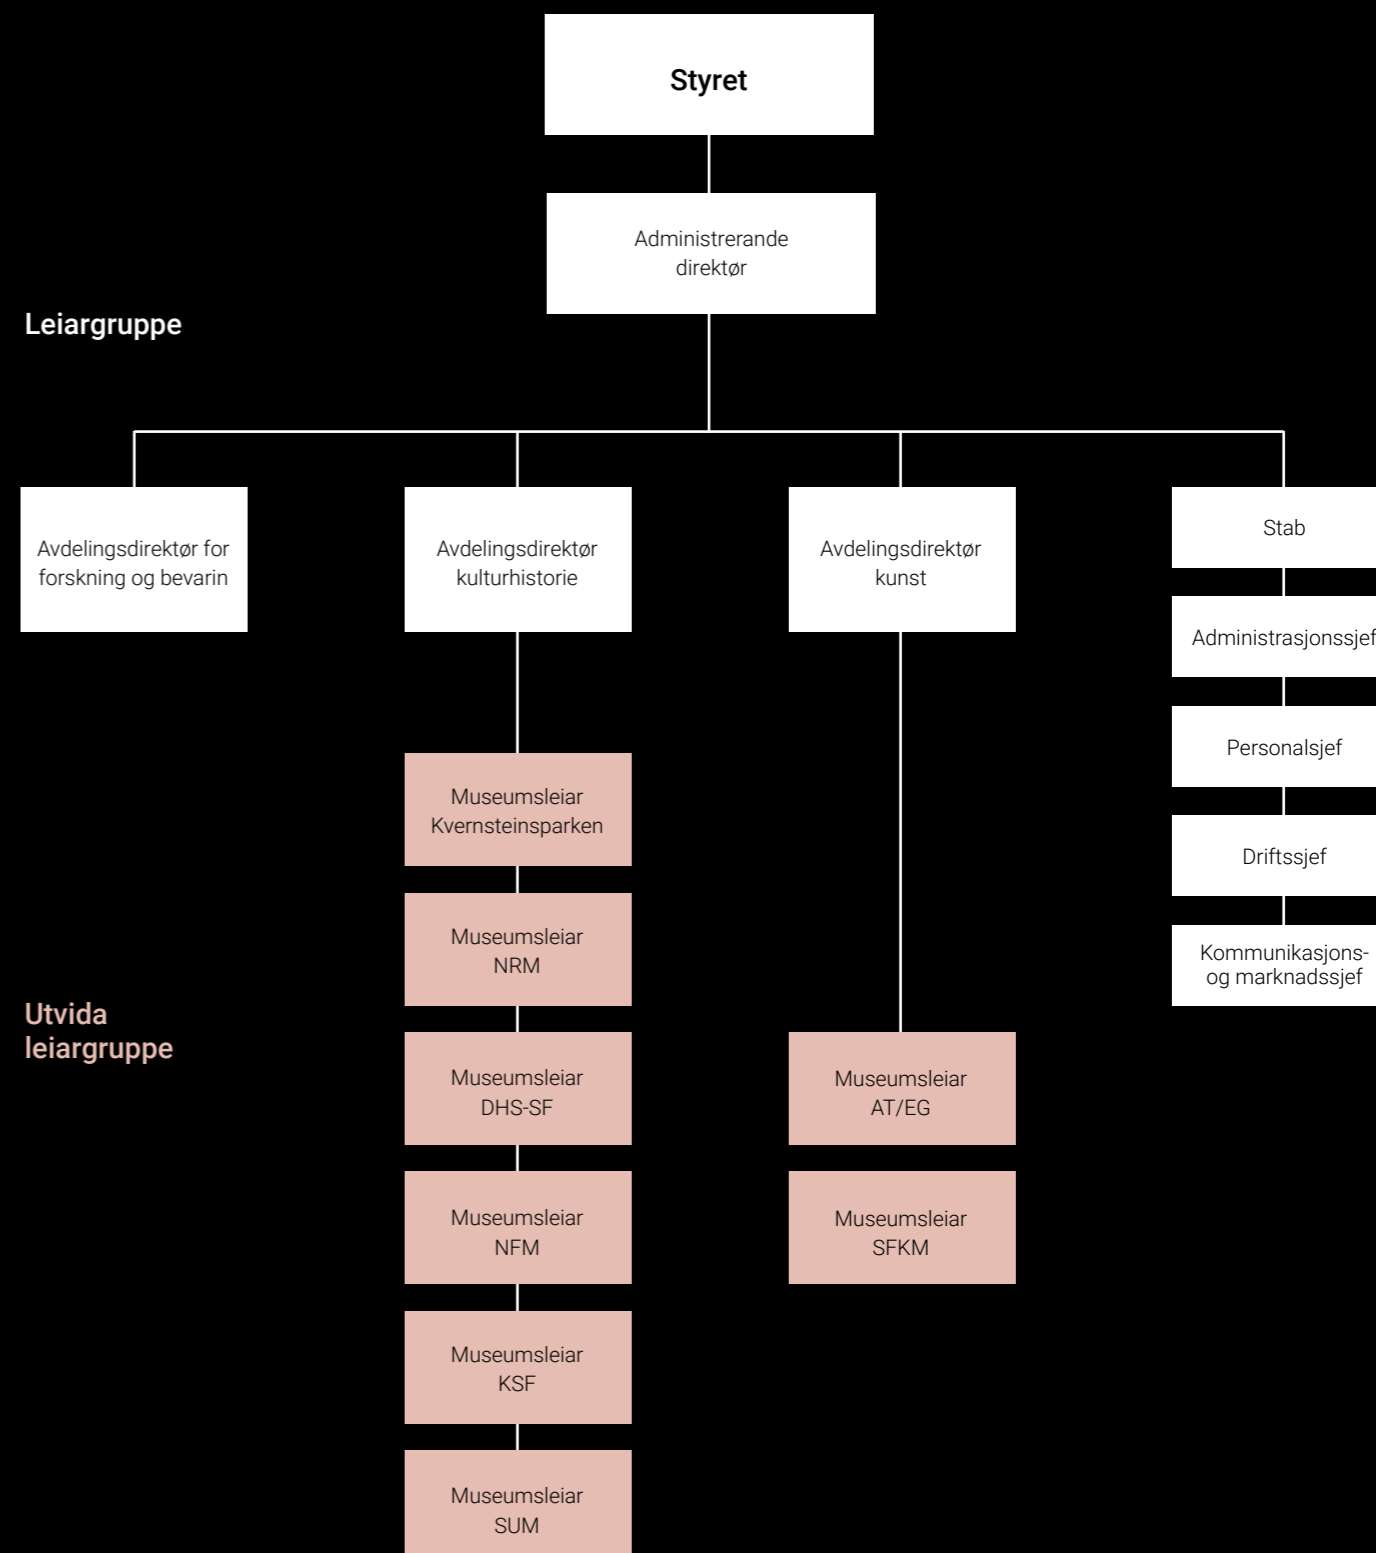 Styret
Administrerande
direktør
Leiargruppe
Avdelingsdirektør for
forskning og bevarin
Avdelingsdirektør
kulturhistorie
Avdelingsdirektør
kunst
Stab
Administrasjonssjef
Personalsjef
Driftssjef
Kommunikasjons-
og marknadssjef
Utvida
leiargruppe
Museumsleiar
Kvernsteinsparken
Museumsleiar
NRM
Museumsleiar
DHS-SF
Museumsleiar
NFM
Museumsleiar
KSF
Museumsleiar
SUM
Museumsleiar
AT/EG
Museumsleiar
SFKM